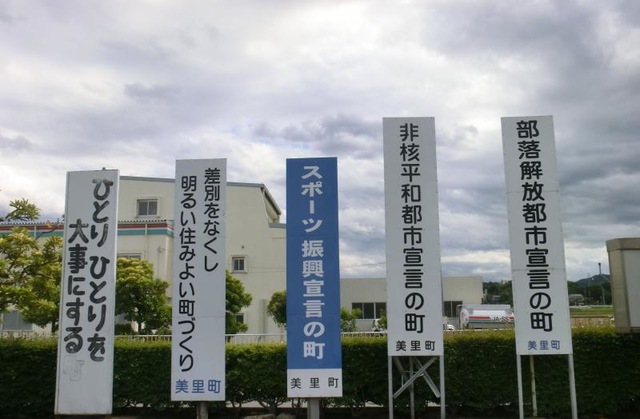 ひとりひとりを
大事にする
差別をなくし
明るい住みよい町づくり
美里町
スポーツ振興宣言の町
美里町
非核平和都市宣言の町
美里町
部落解放都市宣言の町
美里町